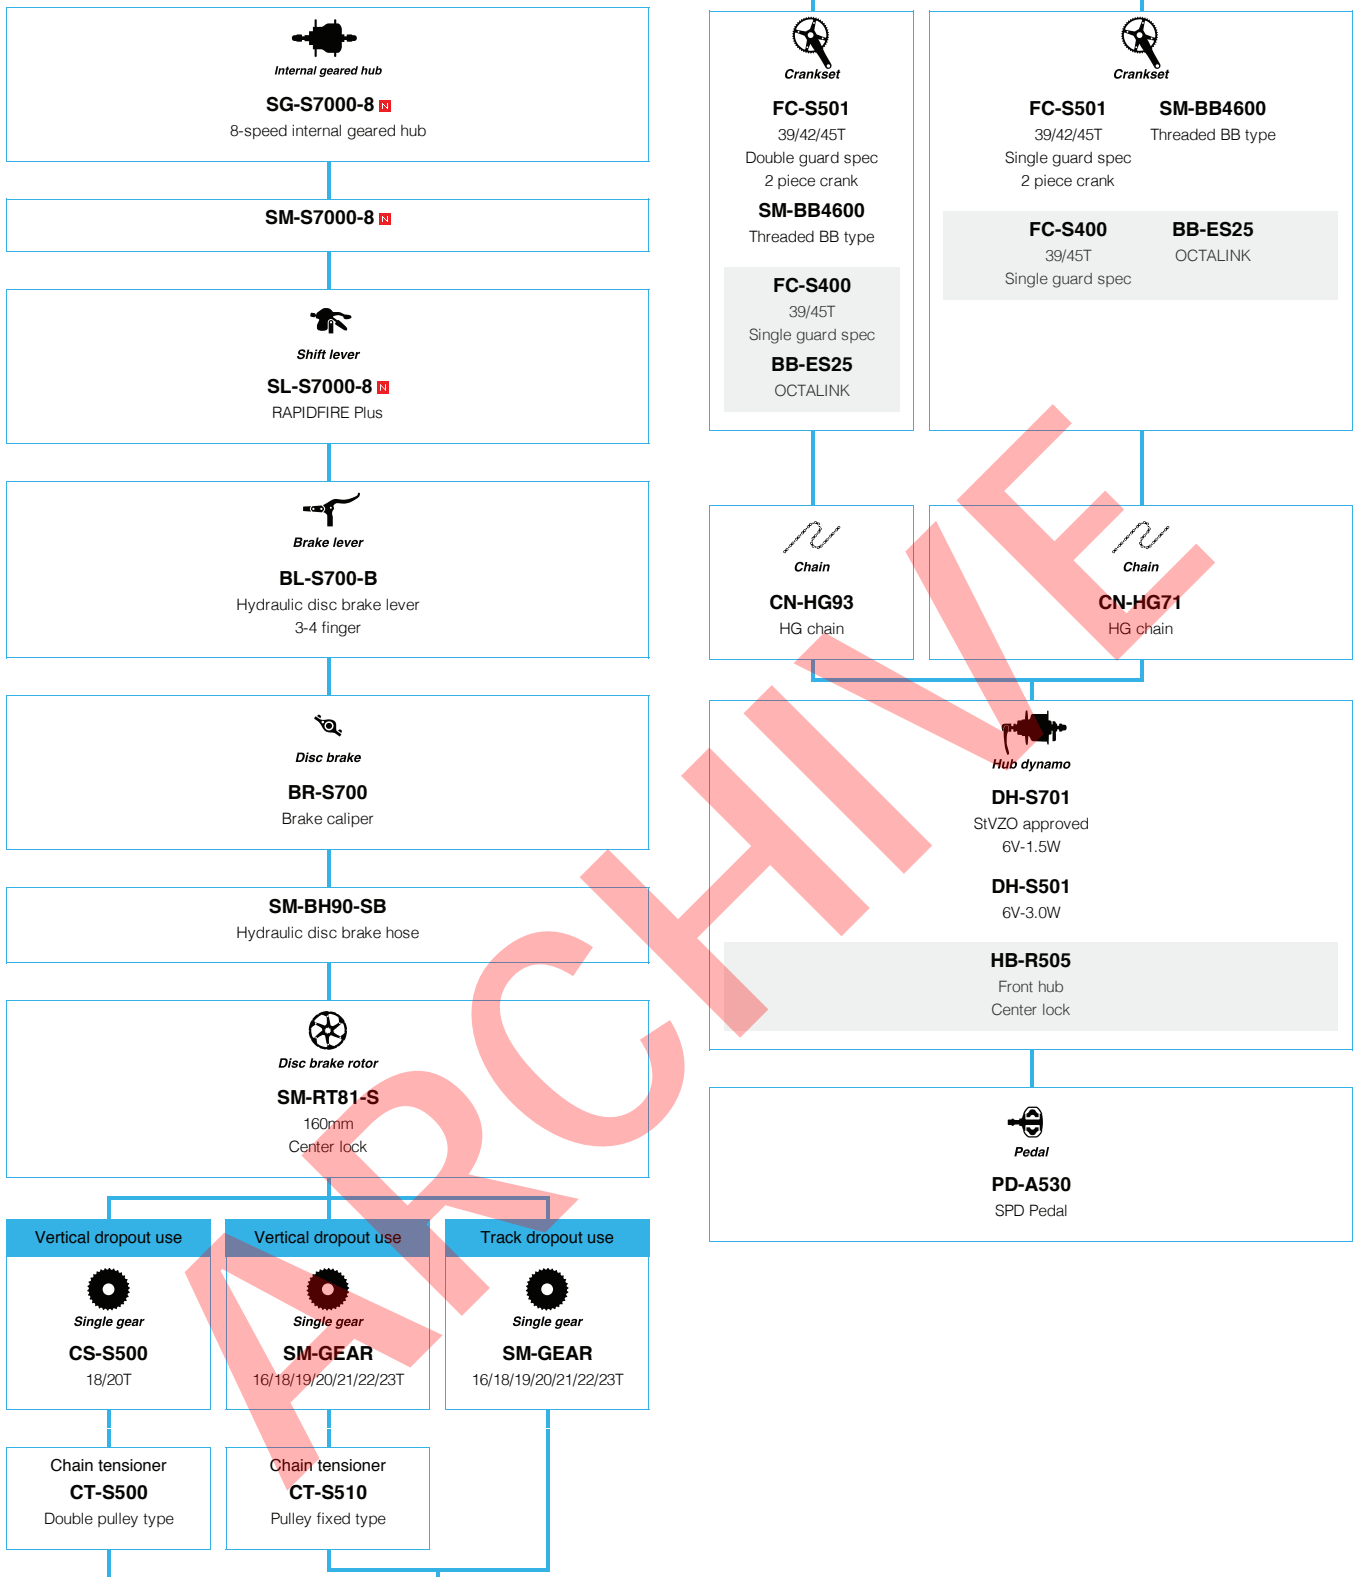 Internal geared hub
SG-S7000-8 N
8-speed internal geared hub
SM-S7000-8 N
Shift lever
SL-S7000-8 N
RAPIDFIRE Plus
Brake lever
BL-S700-B
Hydraulic disc brake lever
3-4 finger
Disc brake
BR-S700
Brake caliper
SM-BH90-SB
Hydraulic disc brake hose
Disc brake rotor
SM-RT81-S
160mm
Center lock
Vertical dropout use
Single gear
CS-S500
18/20T
Chain tensioner
CT-S500
Double pulley type
Vertical dropout use
Single gear
SM-GEAR
16/18/19/20/21/22/23T
Chain tensioner
CT-S510
Pulley fixed type
Track dropout use
Single gear
SM-GEAR
16/18/19/20/21/22/23T
Crankset
FC-S501
39/42/45T
Double guard spec
2 piece crank
SM-BB4600
Threaded BB type
FC-S400
39/45T
Single guard spec
BB-ES25
OCTALINK
Crankset
FC-S501
39/42/45T
Single guard spec
2 piece crank
SM-BB4600
Threaded BB type
FC-S400
39/45T
Single guard spec
BB-ES25
OCTALINK
Chain
CN-HG93
HG chain
Chain
CN-HG71
HG chain
Hub dynamo
DH-S701
StVZO approved
6V-1.5W
DH-S501
6V-3.0W
HB-R505
Front hub
Center lock
Pedal
PD-A530
SPD Pedal
ARCHIVE